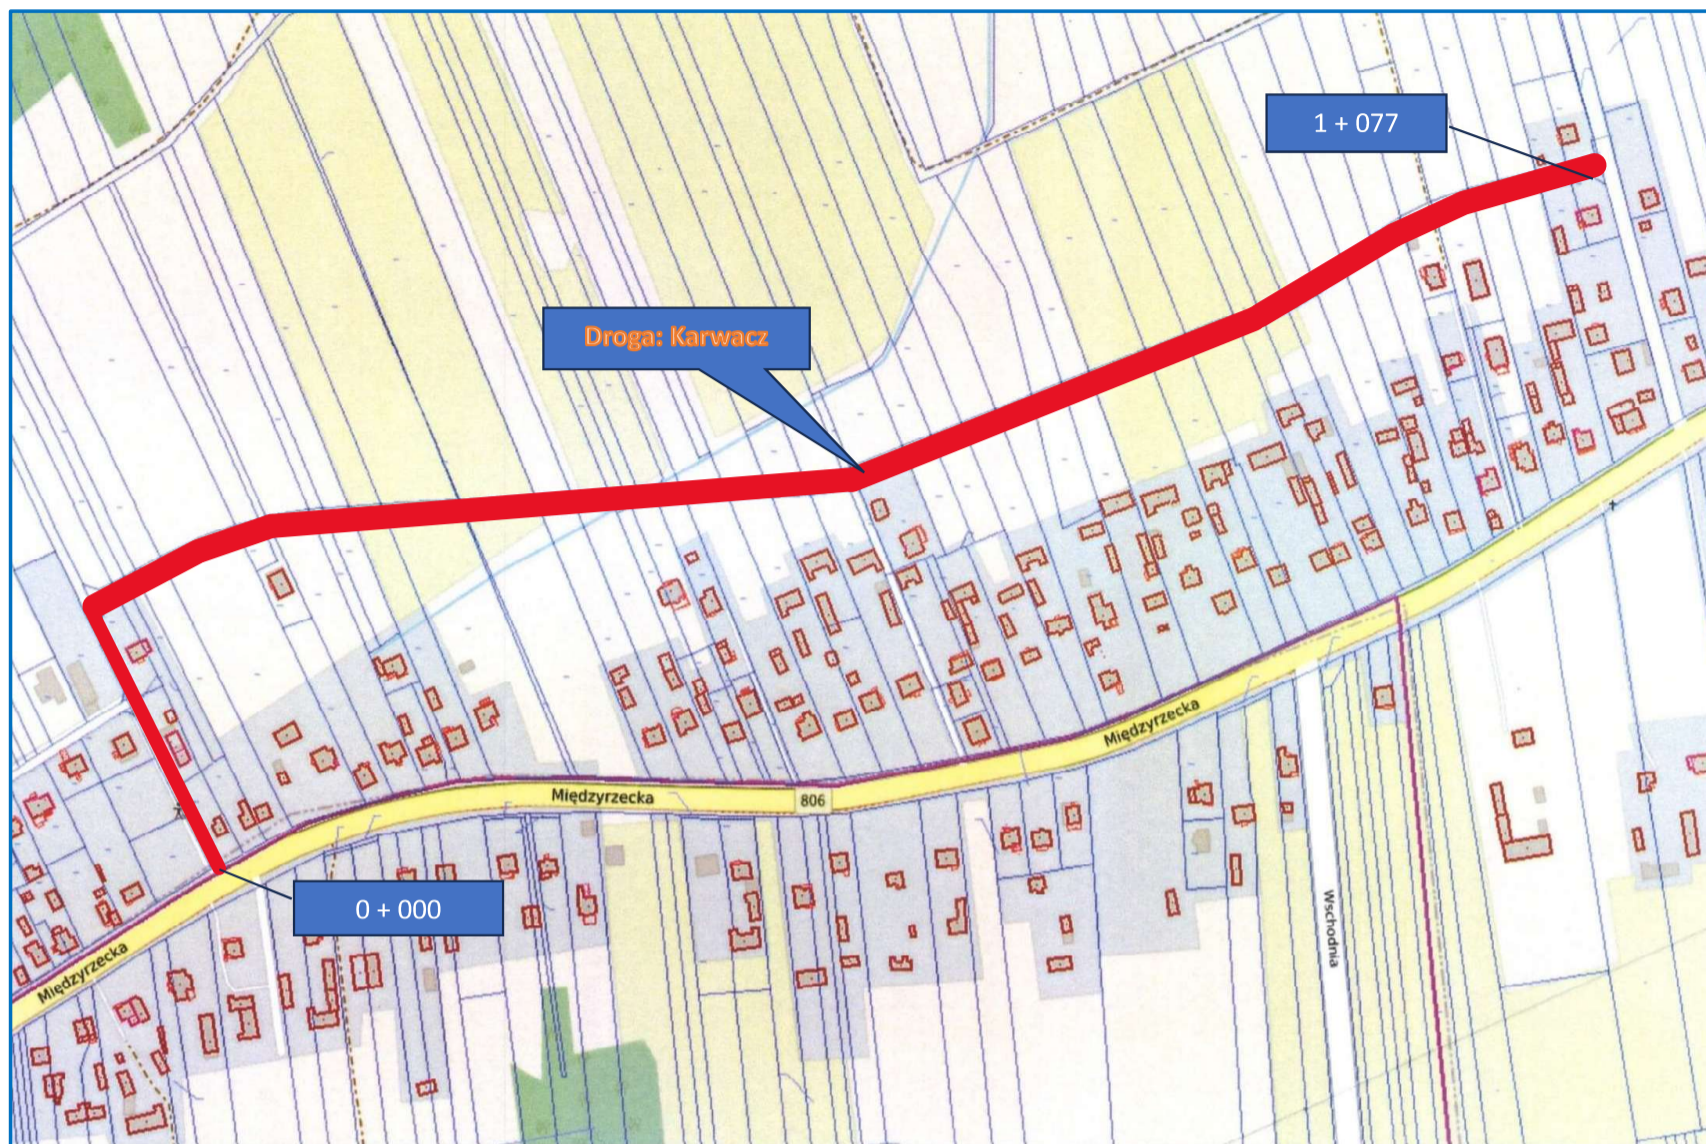 1 + 077
Droga: Karwacz
Międzyrzecka
Międzyrzecka
806
0 + 000
Wschodnia
Międzyrzecka